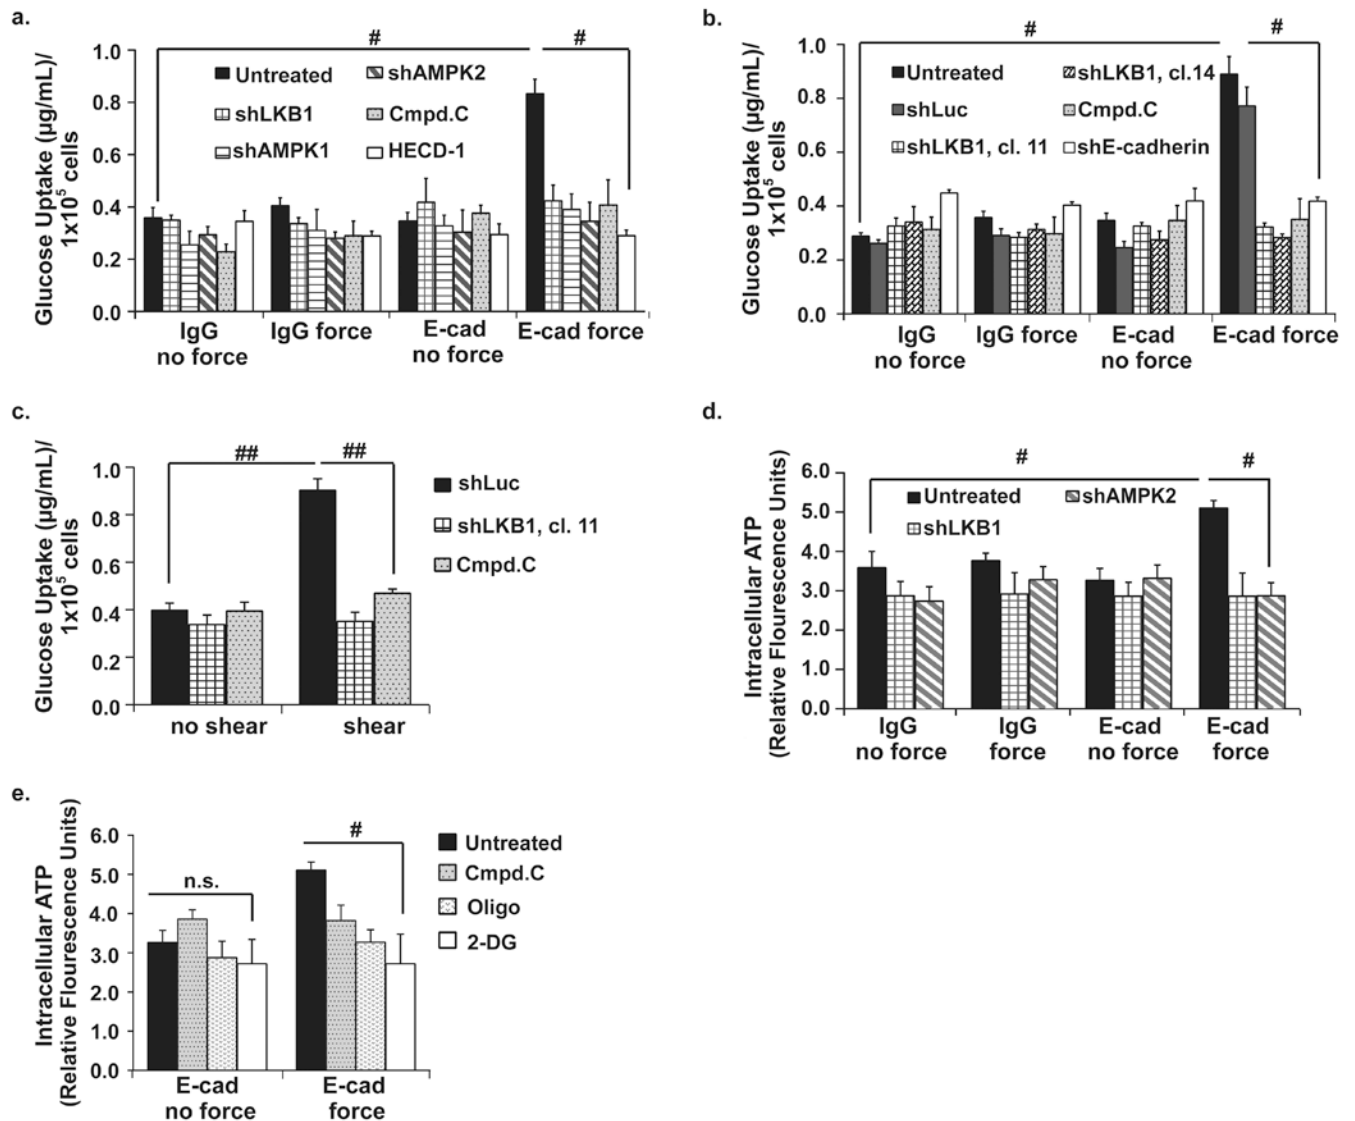 a.
Glucose Uptake (µg/mL)/
1x10⁵ cells
1.0
0.8
0.6
0.4
0.2
0.0
#
#
Untreated
shLKB1
shAMPK1
shAMPK2
Cmpd.C
HECD-1
IgG
no force
IgG force
E-cad
no force
E-cad force
b.
Glucose Uptake (µg/mL)/
1x10⁵ cells
1.0
0.8
0.6
0.4
0.2
0.0
#
#
Untreated
shLuc
shLKB1, cl. 11
shLKB1, cl.14
Cmpd.C
shE-cadherin
IgG
no force
IgG force
E-cad
no force
E-cad force
c.
Glucose Uptake (µg/mL)/
1x10⁵ cells
1.0
0.8
0.6
0.4
0.2
0.0
##
##
shLuc
shLKB1, cl. 11
Cmpd.C
no shear
shear
d.
Intracellular ATP
(Relative Flourescence Units)
6.0
5.0
4.0
3.0
2.0
1.0
0.0
#
#
Untreated
shLKB1
shAMPK2
IgG
no force
IgG
force
E-cad
no force
E-cad
force
e.
Intracellular ATP
(Relative Flourescence Units)
6.0
5.0
4.0
3.0
2.0
1.0
0.0
n.s.
#
Untreated
Cmpd.C
Oligo
2-DG
E-cad
no force
E-cad
force